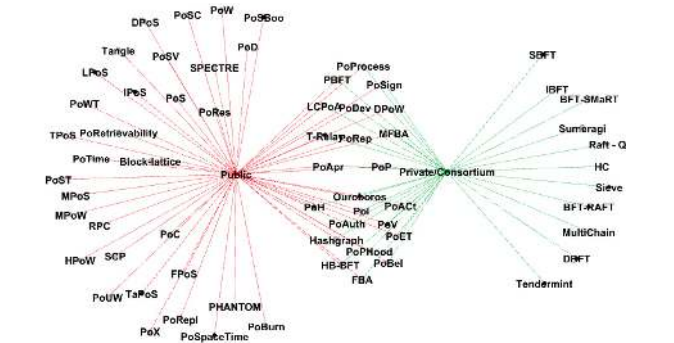 PoW
PoSC
PoSBoo
DPoS
PoD
Tangle
PoSV
SPECTRE
LPoS
IPoS
PoS
PoWT
PoRes
TPoS
PoRetrievability
PoTime
Block-lattice
Public
PoST
MPoS
MPoW
RPC
PoC
SCP
HPoW
FPoS
PoUW
TaPoS
PHANTOM
PoRepl
PoBurn
PoX
PoSpaceTime
PoProcess
PBFT
PoSign
LCPoA
PoDev
DPoW
T-Relay
PoRep
MFBA
PoApr
PoP
Private/Consortium
Ouroboros
PoH
PoI
PoACt
PoAuth
PoV
Hashgraph
PoET
PoPHood
HB-BFT
PoBel
FBA
SBFT
IBFT
BFT-SMaRT
Sumeragi
Raft - Q
HC
Sieve
BFT-RAFT
MultiChain
DBFT
Tendermint